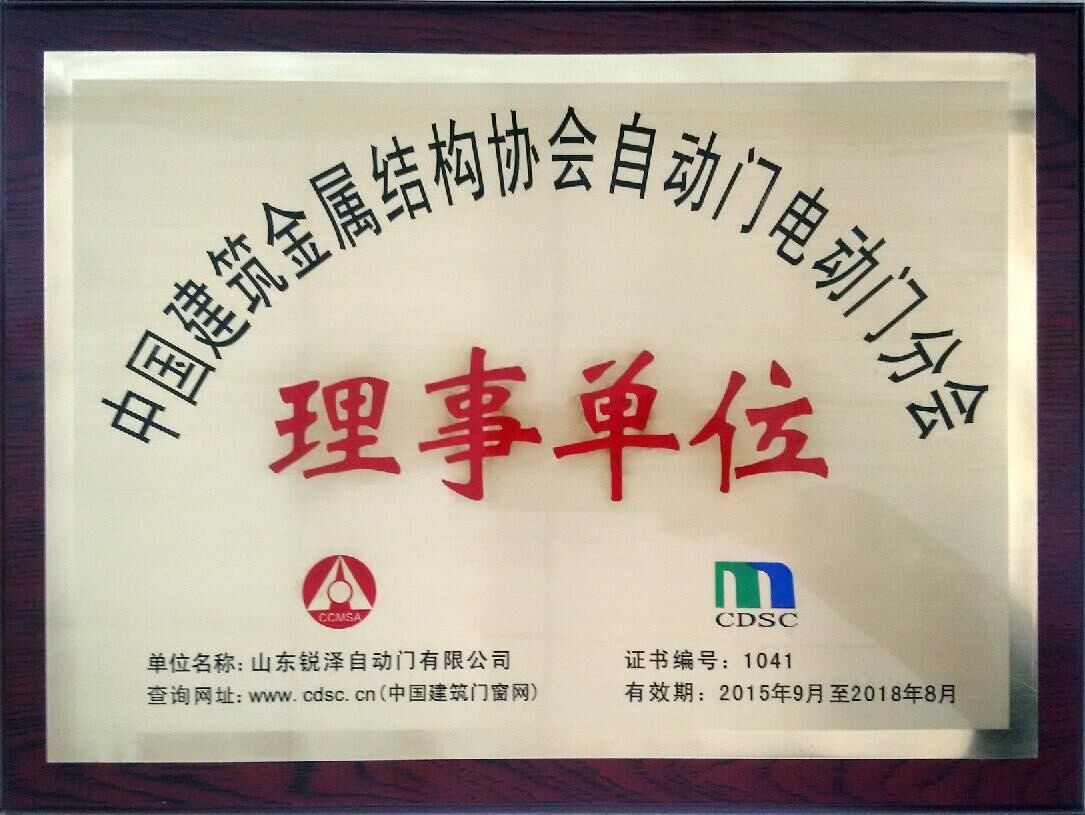 中国建筑金属结构协会自动门电动门分会
理事单位
CCMSA
CDSC
单位名称：山东锐泽自动门有限公司
证书编号：1041
查询网址：www.cdsc.cn(中国建筑门窗网)
有效期：2015年9月至2018年8月